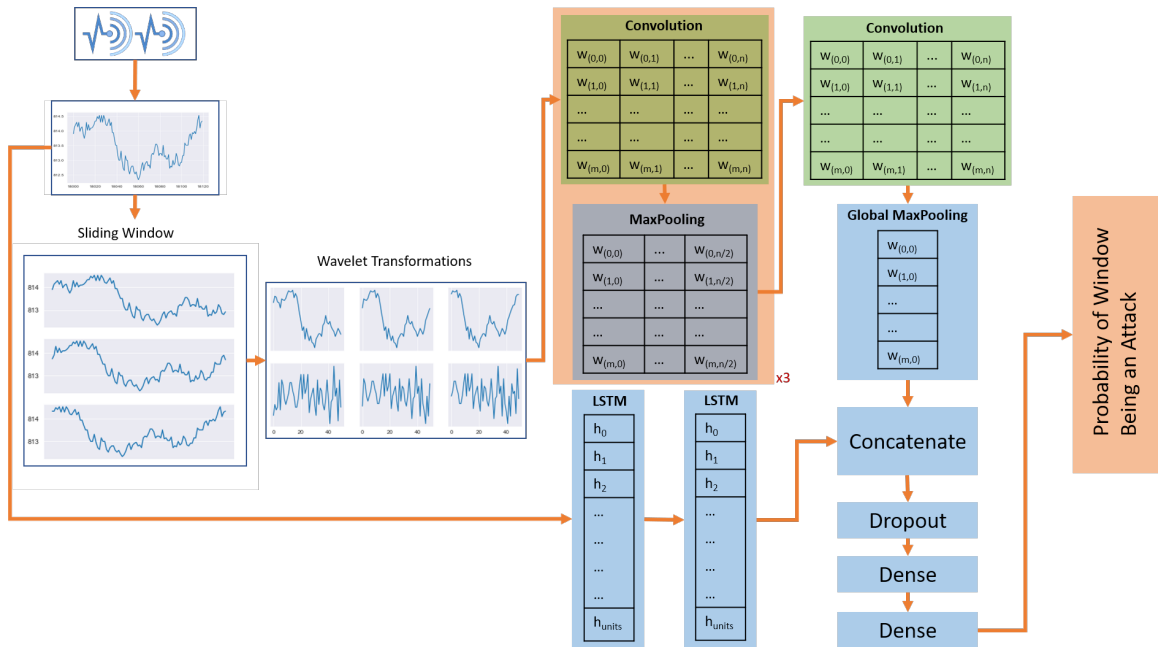 Sliding Window
814
813
814
813
814
813
Wavelet Transformations
0 20 40
0 20 40
0 20 40
Convolution
W(0,0) W(0,1) ... W(0,n)
W(1,0) W(1,1) ... W(1,n)
... ... ...
... ... ...
W(m,0) W(m,1) ... W(m,n)
MaxPooling
W(0,0) ... W(0,n/2)
W(1,0) ... W(1,n/2)
... ... ...
... ... ...
W(m,0) ... W(m,n/2)
x3
Convolution
W(0,0) W(0,1) ... W(0,n)
W(1,0) W(1,1) ... W(1,n)
... ... ...
... ... ...
W(m,0) W(m,1) ... W(m,n)
Global MaxPooling
W(0,0)
W(1,0)
...
...
W(m,0)
LSTM
h0
h1
h2
...
...
...
...
hunits
LSTM
h0
h1
h2
...
...
...
...
hunits
Concatenate
Dropout
Dense
Dense
Probability of Window
Being an Attack